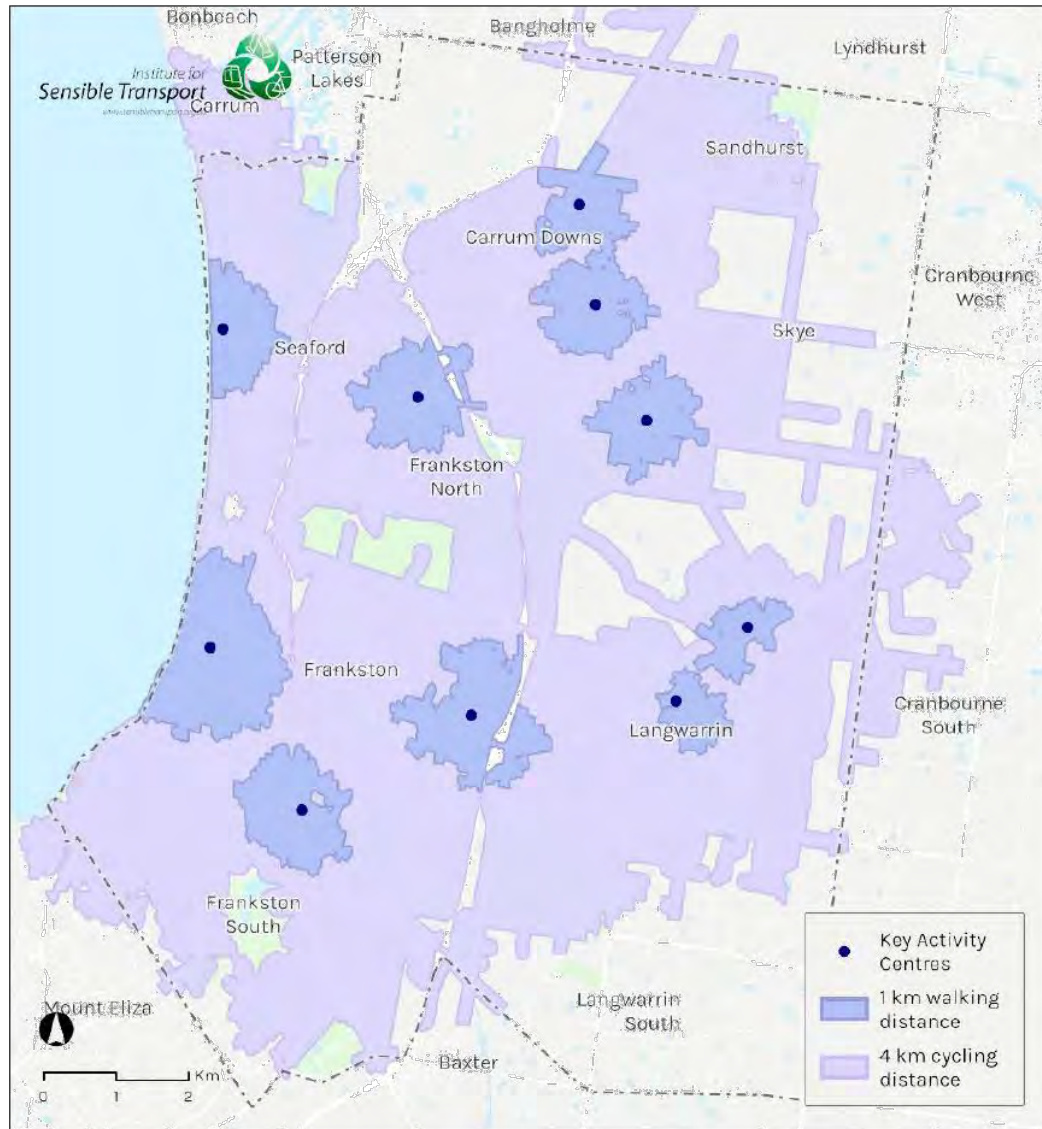 Bonbeach
Bangholme
Lyndhurst
Patterson
Lakes
Institute for
Sensible Transport
Carrum
Sandhurst
Carrum Downs
Cranbourne
West
Skye
Seaford
Frankston
North
Frankston
Langwarrin
Cranbourne
South
Frankston
South
Langwarrin
South
Mount Eliza
Baxter
Km
0 1 2
Key Activity
Centres
1 km walking
distance
4 km cycling
distance